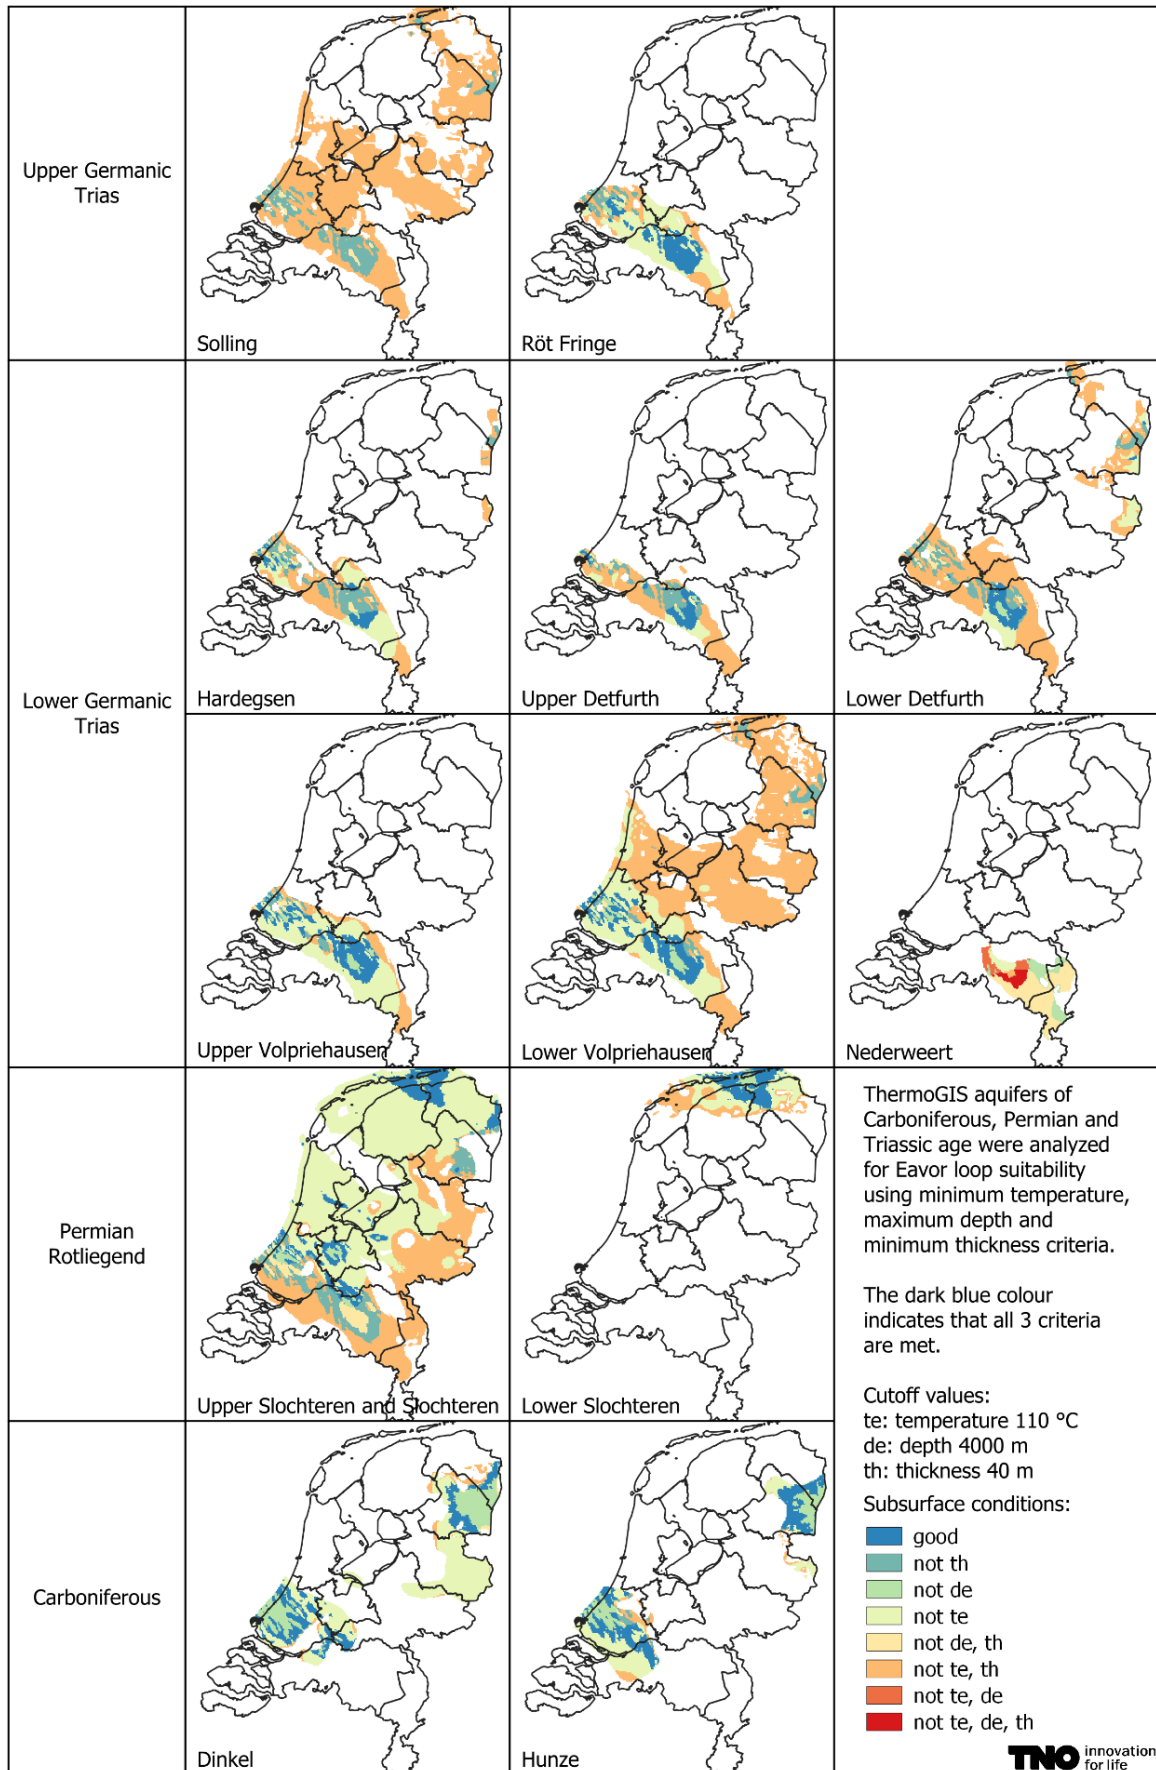 Upper Germanic
Trias
Solling
Röt Fringe
Lower Germanic
Trias
Hardegsen
Upper Detfurth
Lower Detfurth
Upper Volpriehausen
Lower Volpriehausen
Nederweert
Permian
Rotliegend
Upper Slochteren and Slochteren
Lower Slochteren
ThermoGIS aquifers of
Carboniferous, Permian and
Triassic age were analyzed
for Eavor loop suitability
using minimum temperature,
maximum depth and
minimum thickness criteria.
The dark blue colour
indicates that all 3 criteria
are met.
Cutoff values:
te: temperature 110 °C
de: depth 4000 m
th: thickness 40 m
Subsurface conditions:
good
not th
not de
not te
not de, th
not te, th
not te, de
not te, de, th
Carboniferous
Dinkel
Hunze
TNO innovation
for life